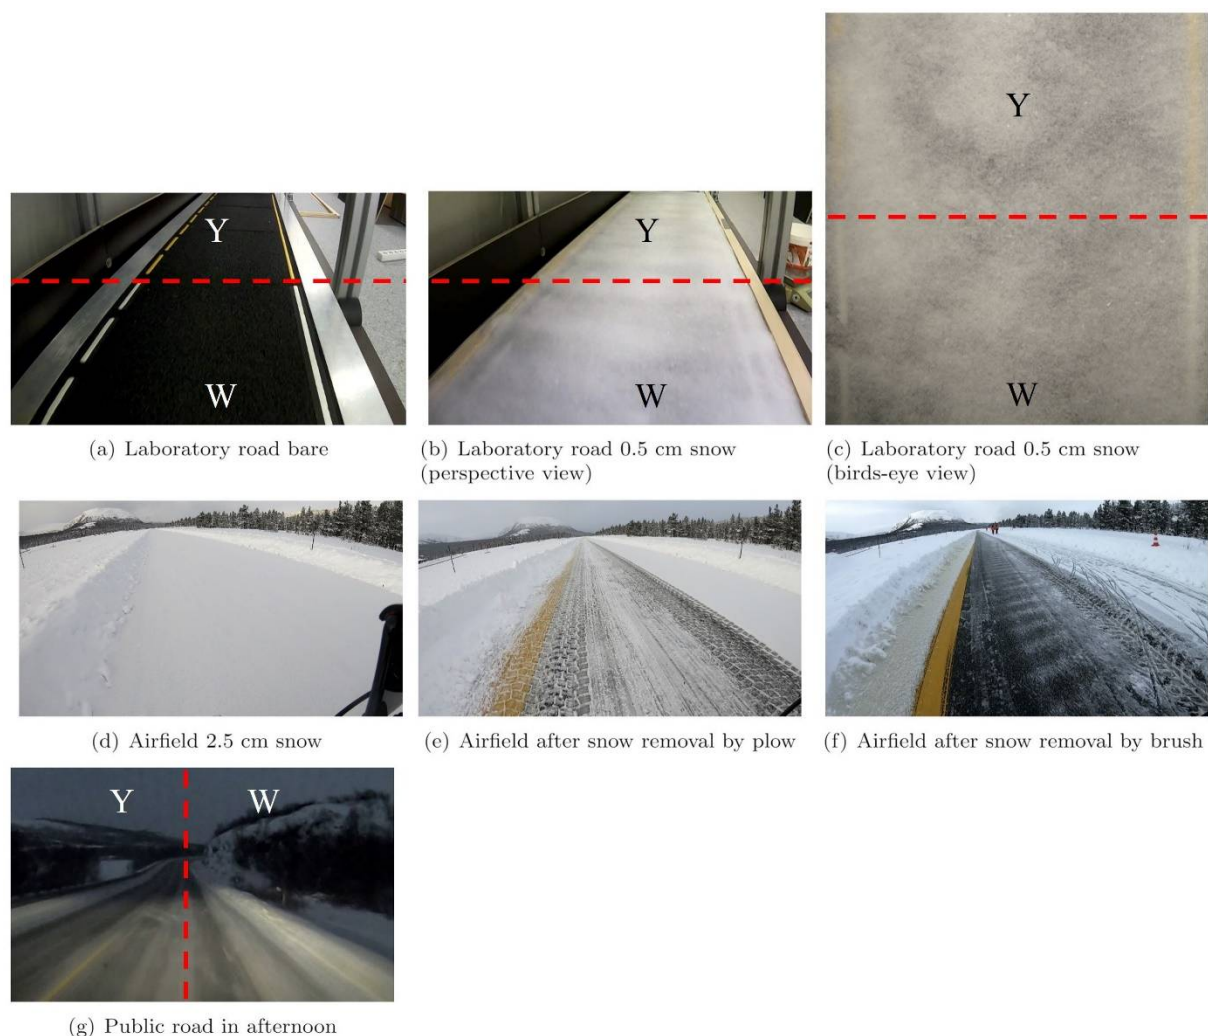 Y
W
(a) Laboratory road bare
Y
W
(b) Laboratory road 0.5 cm snow
(perspective view)
Y
W
(c) Laboratory road 0.5 cm snow
(birds-eye view)
(d) Airfield 2.5 cm snow
(e) Airfield after snow removal by plow
(f) Airfield after snow removal by brush
Y W
(g) Public road in afternoon